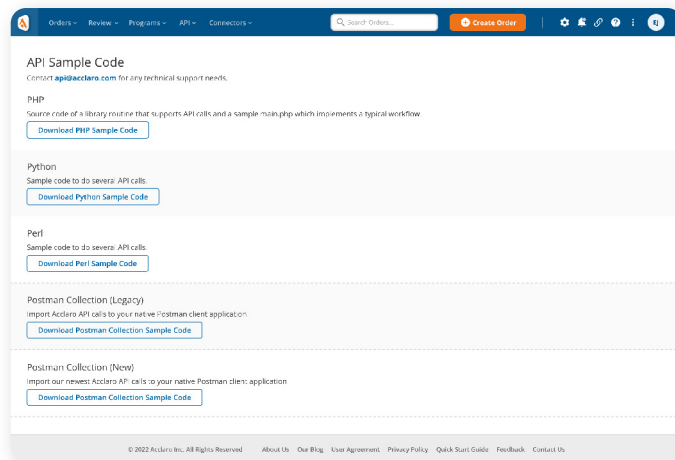 Orders Review Programs API Connectors Search Orders... Create Order EJ
API Sample Code
Contact api@acclaro.com for any technical support needs.
PHP
Source code of a library routine that supports API calls and a sample main.php which implements a typical workflow.
Download PHP Sample Code
Python
Sample code to do several API calls.
Download Python Sample Code
Perl
Sample code to do several API calls.
Download Perl Sample Code
Postman Collection (Legacy)
Import Acclaro API calls to your native Postman client application
Download Postman Collection Sample Code
Postman Collection (New)
Import our newest Acclaro API calls to your native Postman client application
Download Postman Collection Sample Code
© 2022 Acclaro Inc. All Rights Reserved About Us Our Blog User Agreement Privacy Policy Quick Start Guide Feedback Contact Us